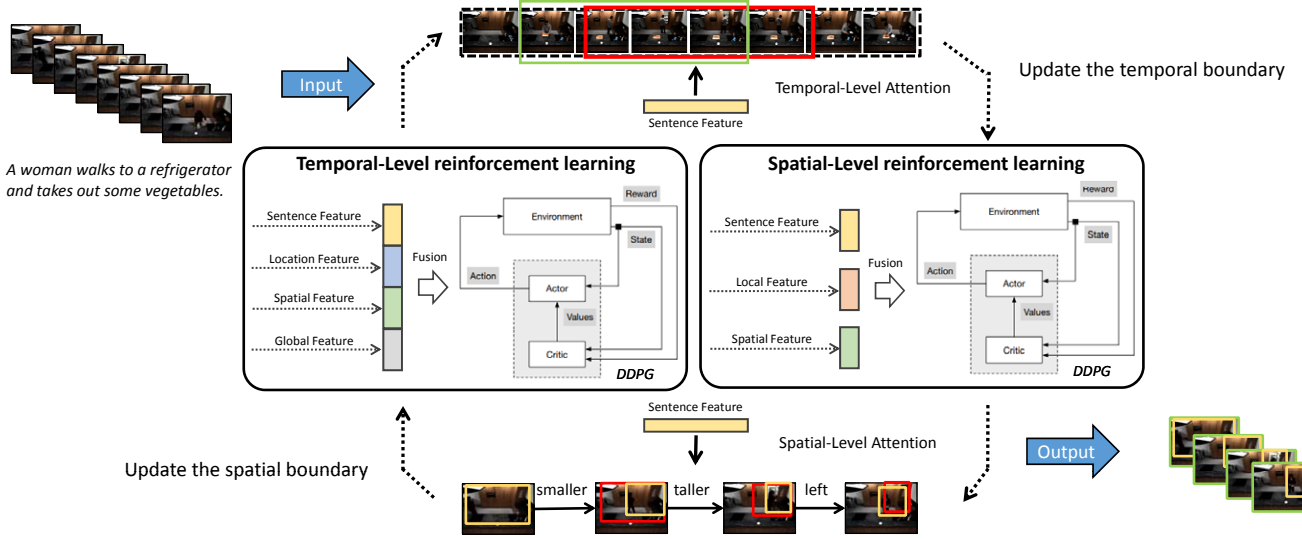 Input
Temporal-Level Attention
Update the temporal boundary
Sentence Feature
A woman walks to a refrigerator
and takes out some vegetables.
Temporal-Level reinforcement learning
Sentence Feature
Location Feature
Spatial Feature
Global Feature
Fusion
Reward
Environment
State
Action
Actor
Values
Critic
DDPG
Spatial-Level reinforcement learning
Sentence Feature
Local Feature
Spatial Feature
Fusion
Reward
Environment
State
Action
Actor
Values
Critic
DDPG
Sentence Feature
Spatial-Level Attention
Update the spatial boundary
Output
smaller
taller
left